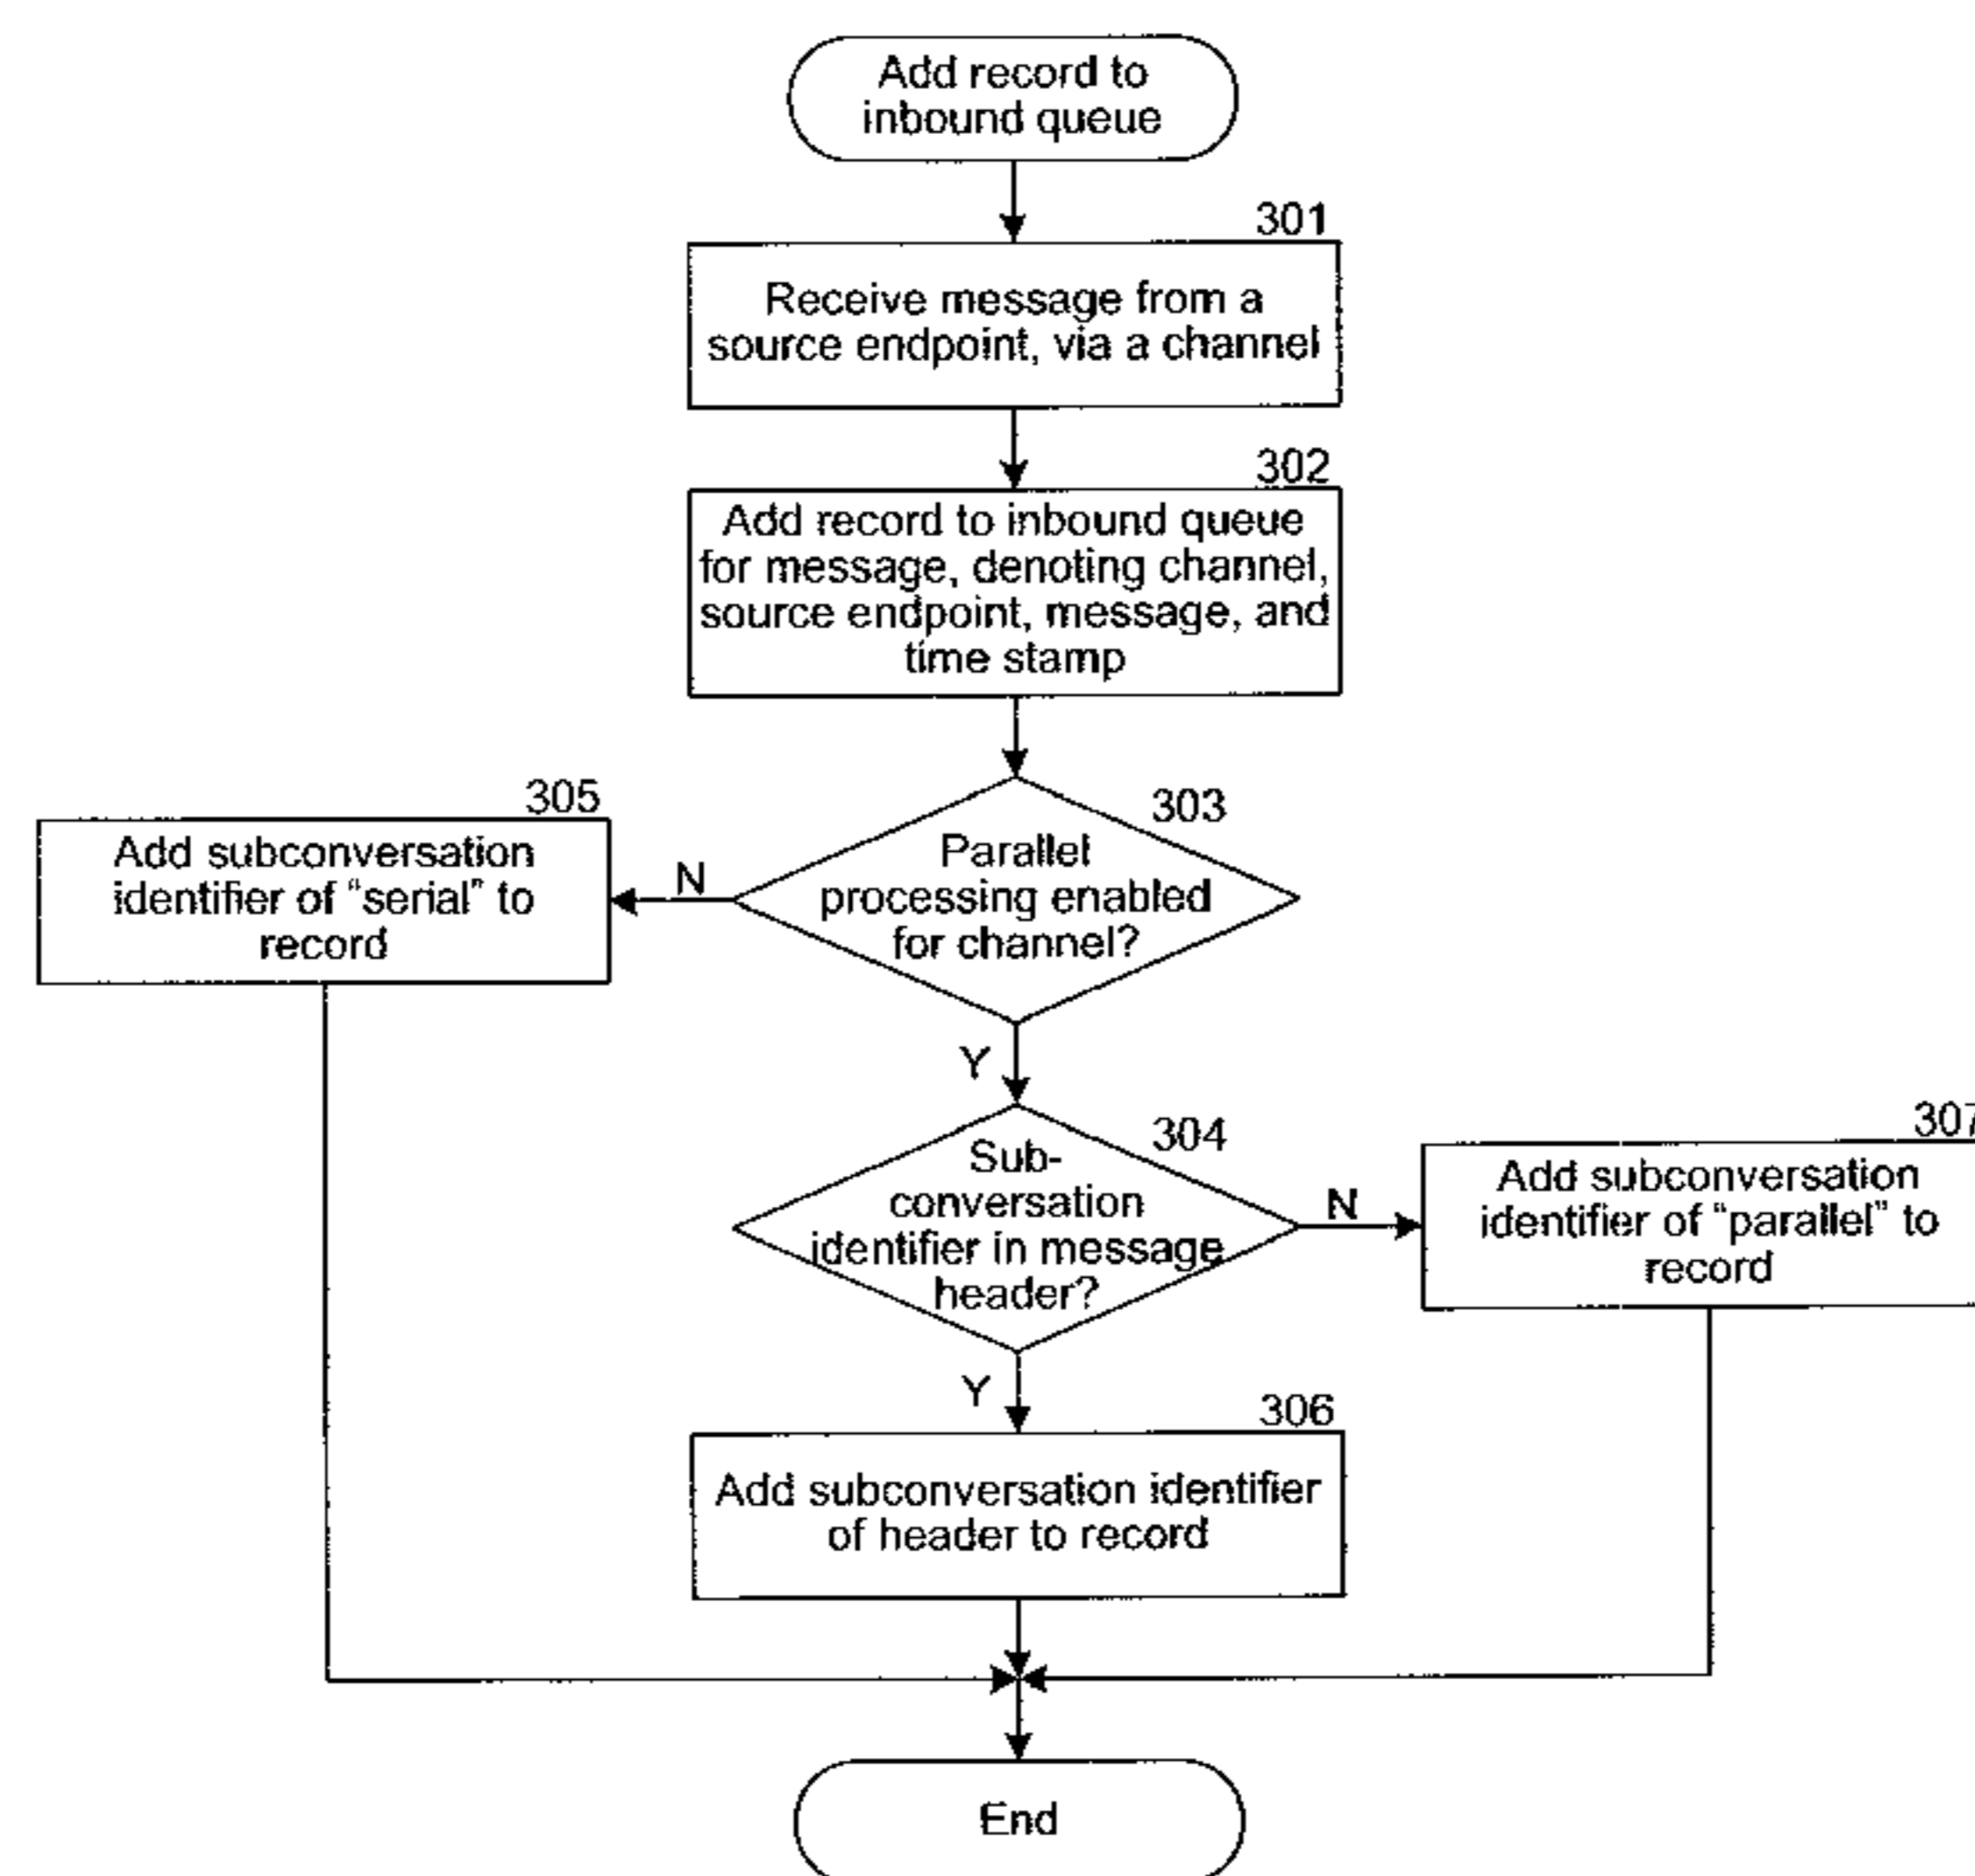 Add record to
inbound queue
301
Receive message from a
source endpoint, via a channel
302
Add record to inbound queue
for message, denoting channel,
source endpoint, message, and
time stamp
303
Parallel
processing enabled
for channel?
N
305
Add subconversation
identifier of “serial” to
record
Y
304
Sub-
conversation
identifier in message
header?
N
307
Add subconversation
identifier of “parallel” to
record
Y
306
Add subconversation identifier
of header to record
End